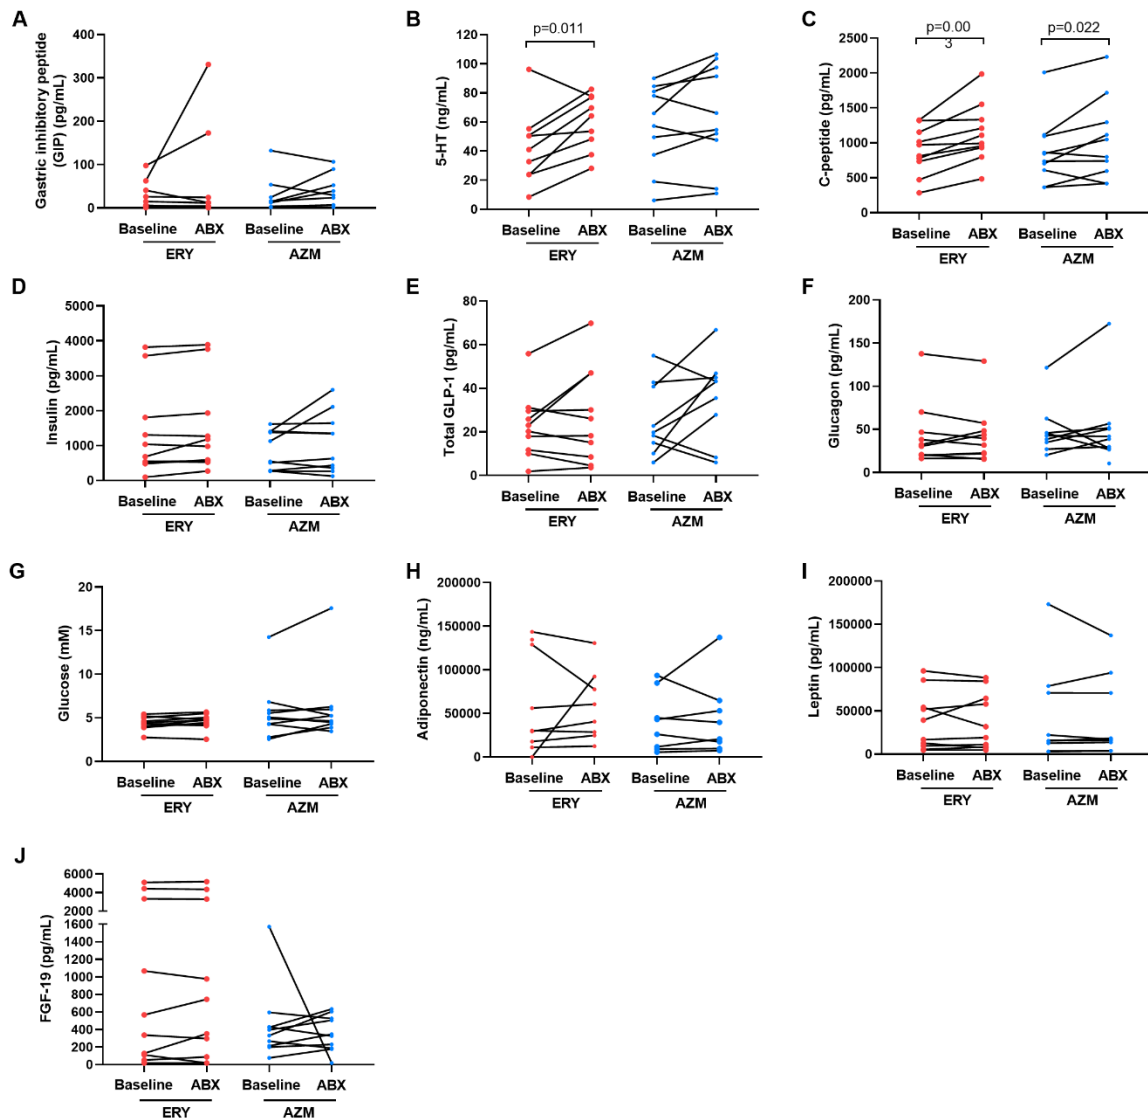 A
Gastric inhibitory peptide
(GIP) (pg/mL)
400
300
200
100
0
Baseline ABX Baseline ABX
ERY AZM
B
5-HT (ng/mL)
120
100
80
60
40
20
0
p=0.011
Baseline ABX Baseline ABX
ERY AZM
C
C-peptide (pg/mL)
2500
2000
1500
1000
500
0
p=0.00
3
p=0.022
Baseline ABX Baseline ABX
ERY AZM
D
Insulin (pg/mL)
5000
4000
3000
2000
1000
0
Baseline ABX Baseline ABX
ERY AZM
E
Total GLP-1 (pg/mL)
80
60
40
20
0
Baseline ABX Baseline ABX
ERY AZM
F
Glucagon (pg/mL)
200
150
100
50
0
Baseline ABX Baseline ABX
ERY AZM
G
Glucose (mM)
20
15
10
5
0
Baseline ABX Baseline ABX
ERY AZM
H
Adiponectin (ng/mL)
200000
150000
100000
50000
0
Baseline ABX Baseline ABX
ERY AZM
I
Leptin (pg/mL)
200000
150000
100000
50000
0
Baseline ABX Baseline ABX
ERY AZM
J
FGF-19 (pg/mL)
6000
4000
2000
1600
1400
1200
1000
800
600
400
200
0
Baseline ABX Baseline ABX
ERY AZM